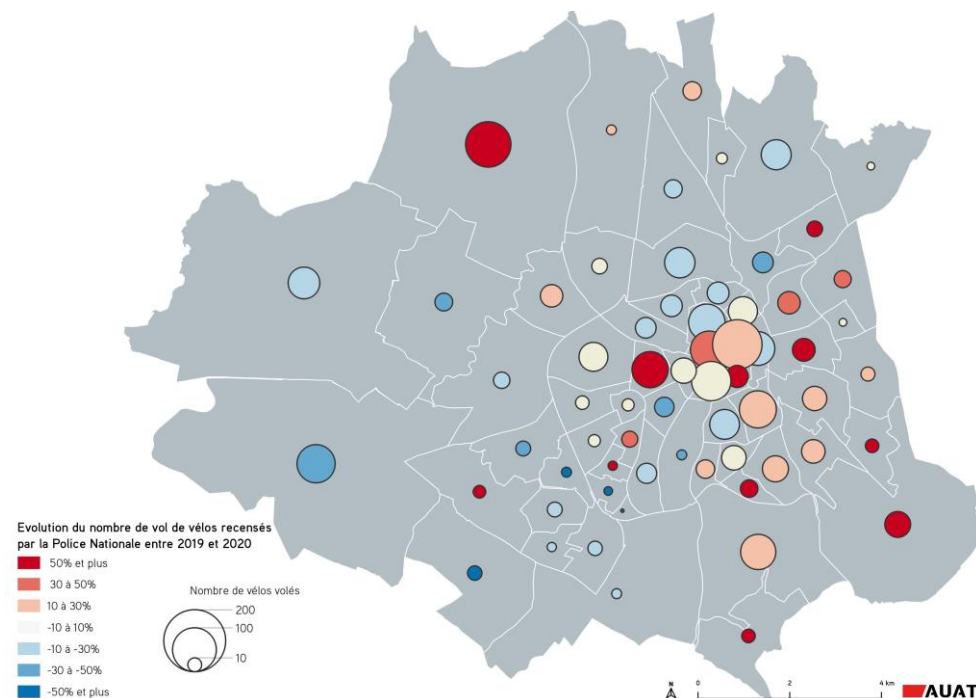 Evolution du nombre de vol de vélos recensés
par la Police Nationale entre 2019 et 2020
50% et plus
30 à 50%
10 à 30%
-10 à 10%
-10 à -30%
-30 à -50%
-50% et plus
Nombre de vélos volés
200
100
10
N
0 2 4 km
AUAT